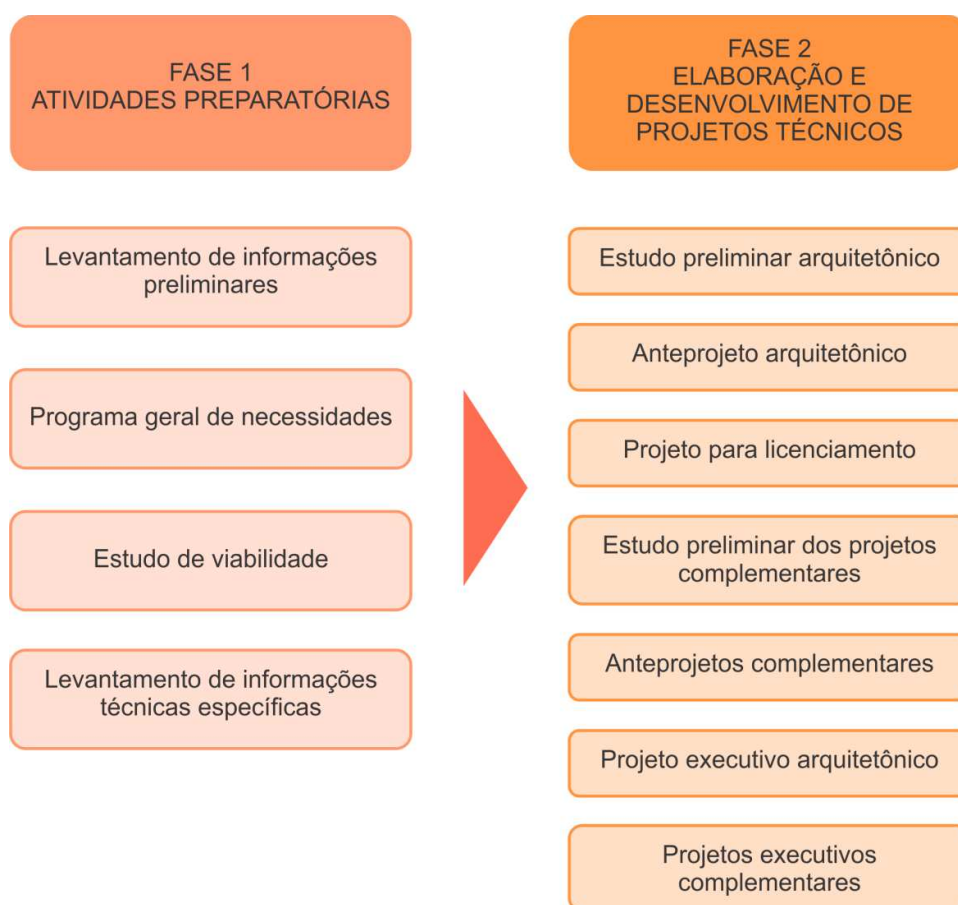 FASE 1
ATIVIDADES PREPARATÓRIAS
Levantamento de informações
preliminares
Programa geral de necessidades
Estudo de viabilidade
Levantamento de informações
técnicas específicas
FASE 2
ELABORAÇÃO E
DESENVOLVIMENTO DE
PROJETOS TÉCNICOS
Estudo preliminar arquitetônico
Anteprojeto arquitetônico
Projeto para licenciamento
Estudo preliminar dos projetos
complementares
Anteprojetos complementares
Projeto executivo arquitetônico
Projetos executivos
complementares